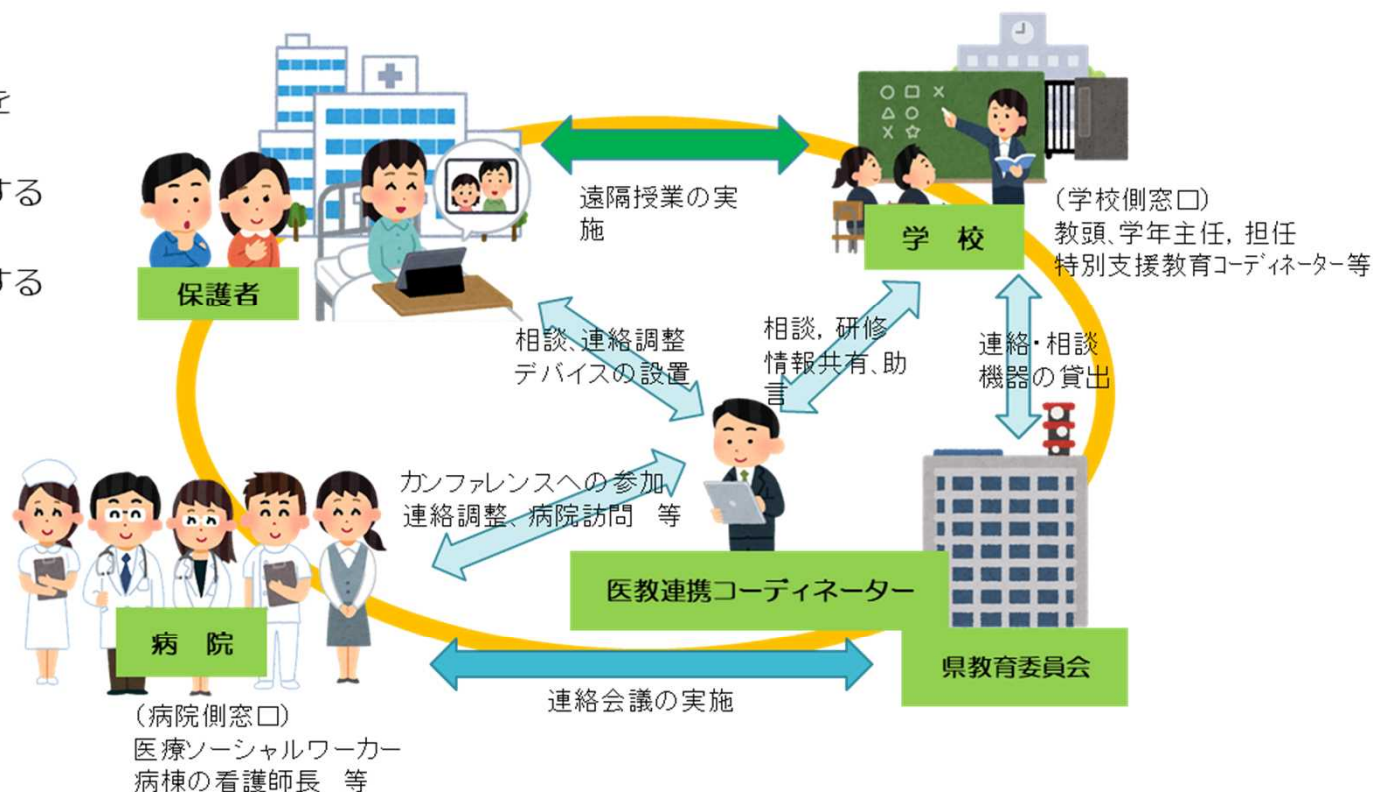 を
する
する
遠隔授業の実
施
(学校側窓口)
教頭、学年主任, 担任
特別支援教育コーディネーター等
学 校
保護者
相談、連絡調整
デバイスの設置
相談, 研修
情報共有、助
言
連絡・相談
機器の貸出
カンファレンスへの参加
連絡調整、病院訪問 等
医教連携コーディネーター
病 院
県教育委員会
連絡会議の実施
(病院側窓口)
医療ソーシャルワーカー
病棟の看護師長 等